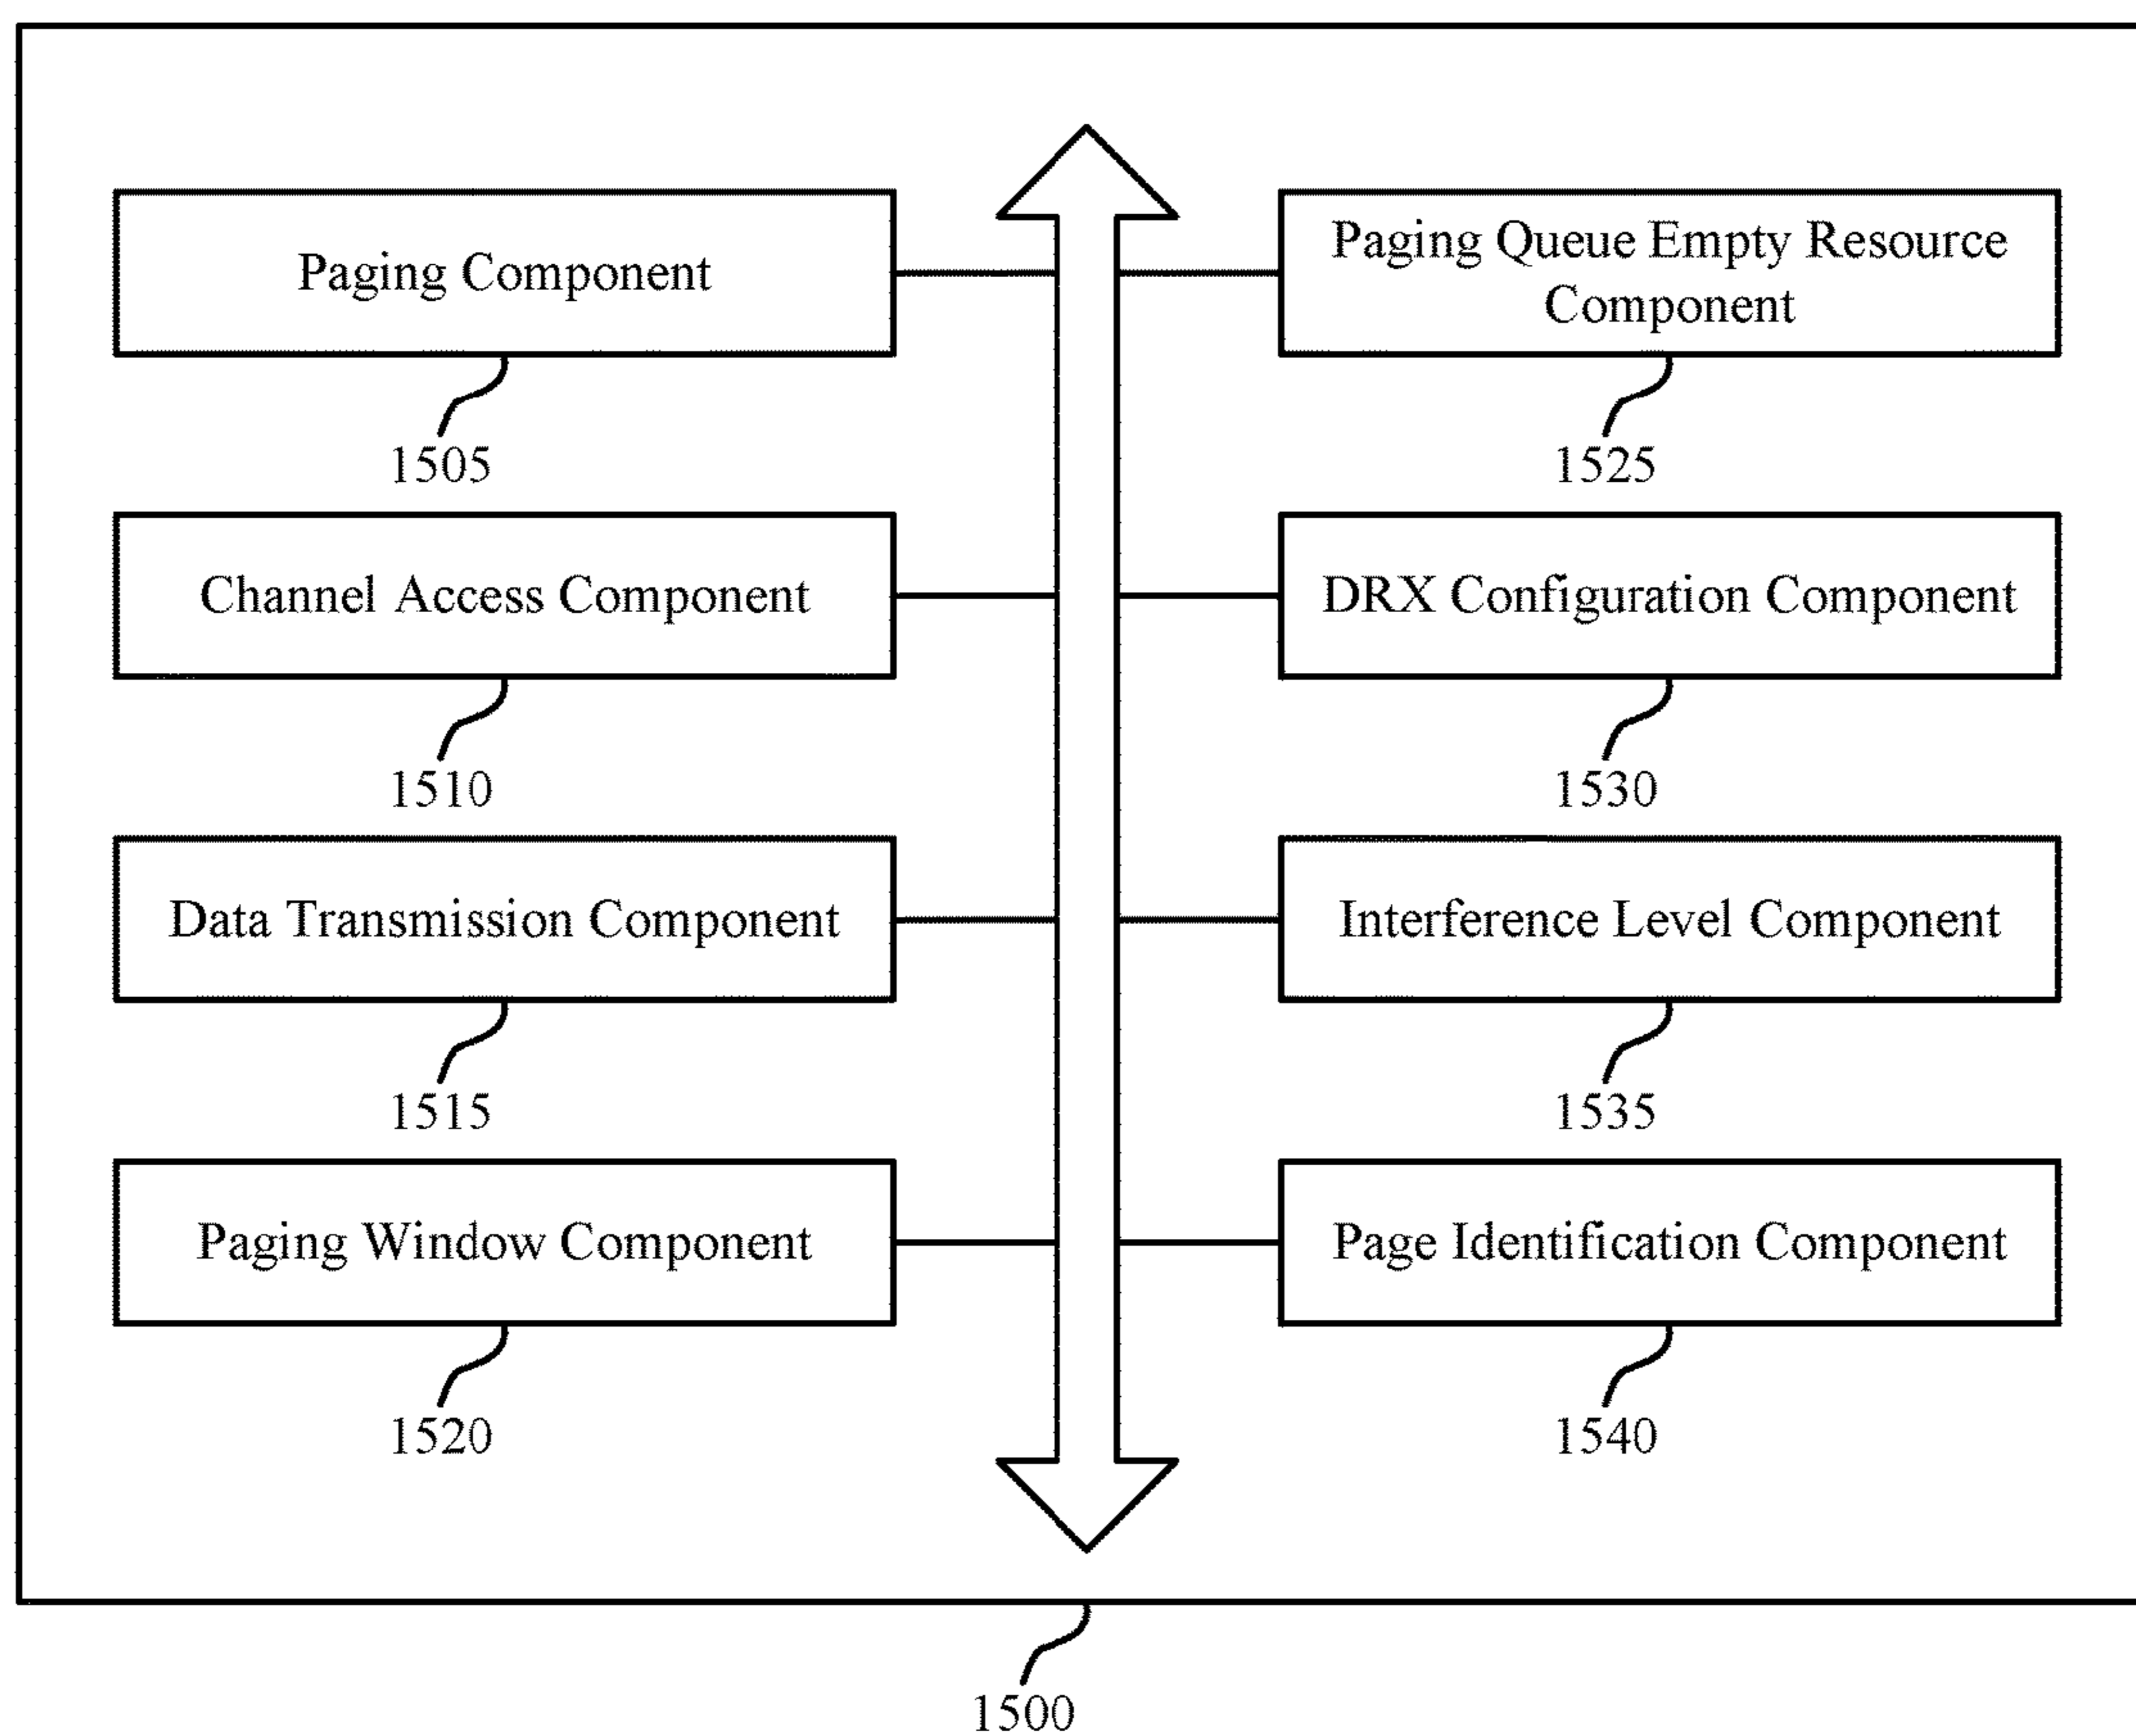 Paging Component
1505
Channel Access Component
1510
Data Transmission Component
1515
Paging Window Component
1520
Paging Queue Empty Resource
Component
1525
DRX Configuration Component
1530
Interference Level Component
1535
Page Identification Component
1540
1500